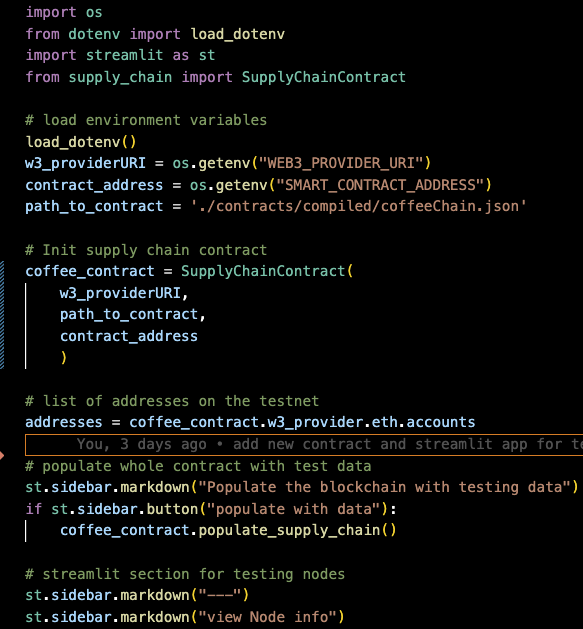 import os
from dotenv import load_dotenv
import streamlit as st
from supply_chain import SupplyChainContract
# load environment variables
load_dotenv()
w3_providerURI = os.getenv("WEB3_PROVIDER_URI")
contract_address = os.getenv("SMART_CONTRACT_ADDRESS")
path_to_contract = './contracts/compiled/coffeeChain.json'
# Init supply chain contract
coffee_contract = SupplyChainContract(
    w3_providerURI,
    path_to_contract,
    contract_address
    )
# list of addresses on the testnet
addresses = coffee_contract.w3_provider.eth.accounts
You, 3 days ago • add new contract and streamlit app for te
# populate whole contract with test data
st.sidebar.markdown("Populate the blockchain with testing data")
if st.sidebar.button("populate with data"):
    coffee_contract.populate_supply_chain()
# streamlit section for testing nodes
st.sidebar.markdown("---")
st.sidebar.markdown("view Node info")